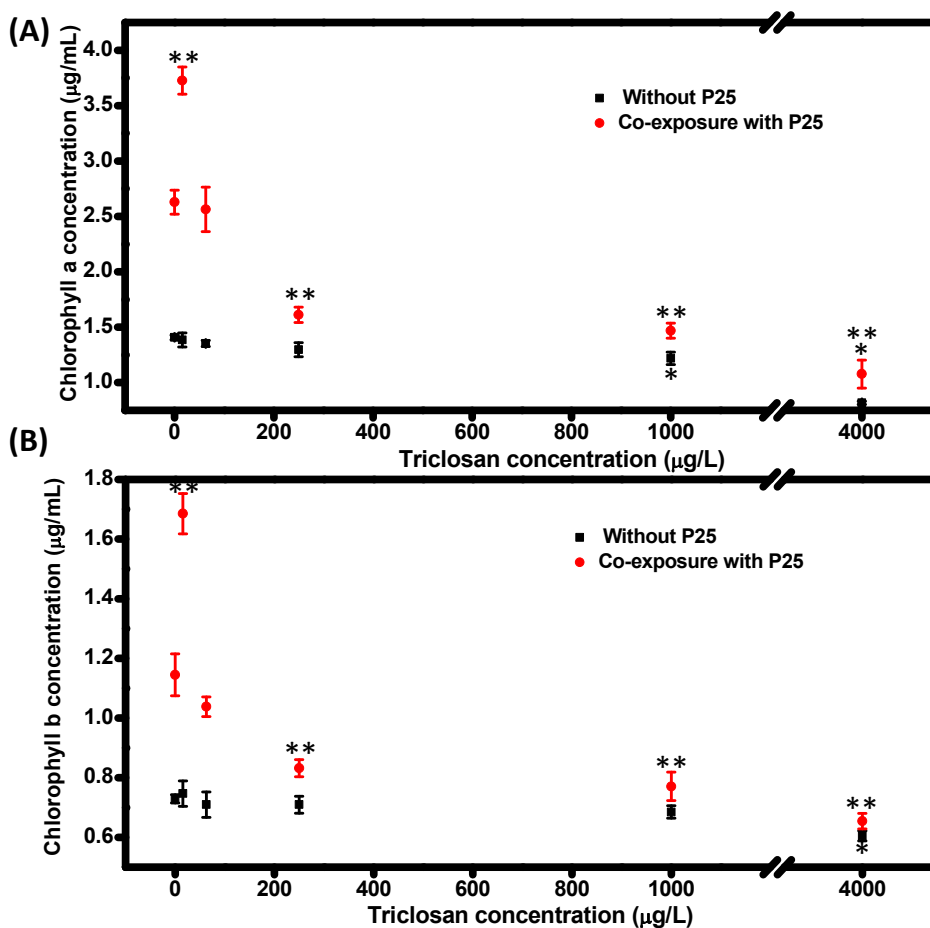 (A)
Chlorophyll a concentration (μg/mL)
4.0
3.5
3.0
2.5
2.0
1.5
1.0
**
**
**
*
**
*
Without P25
Co-exposure with P25
0 200 400 600 800 1000 4000
Triclosan concentration (μg/L)
(B)
Chlorophyll b concentration (μg/mL)
1.8
1.6
1.4
1.2
1.0
0.8
0.6
**
**
**
**
*
Without P25
Co-exposure with P25
0 200 400 600 800 1000 4000
Triclosan concentration (μg/L)